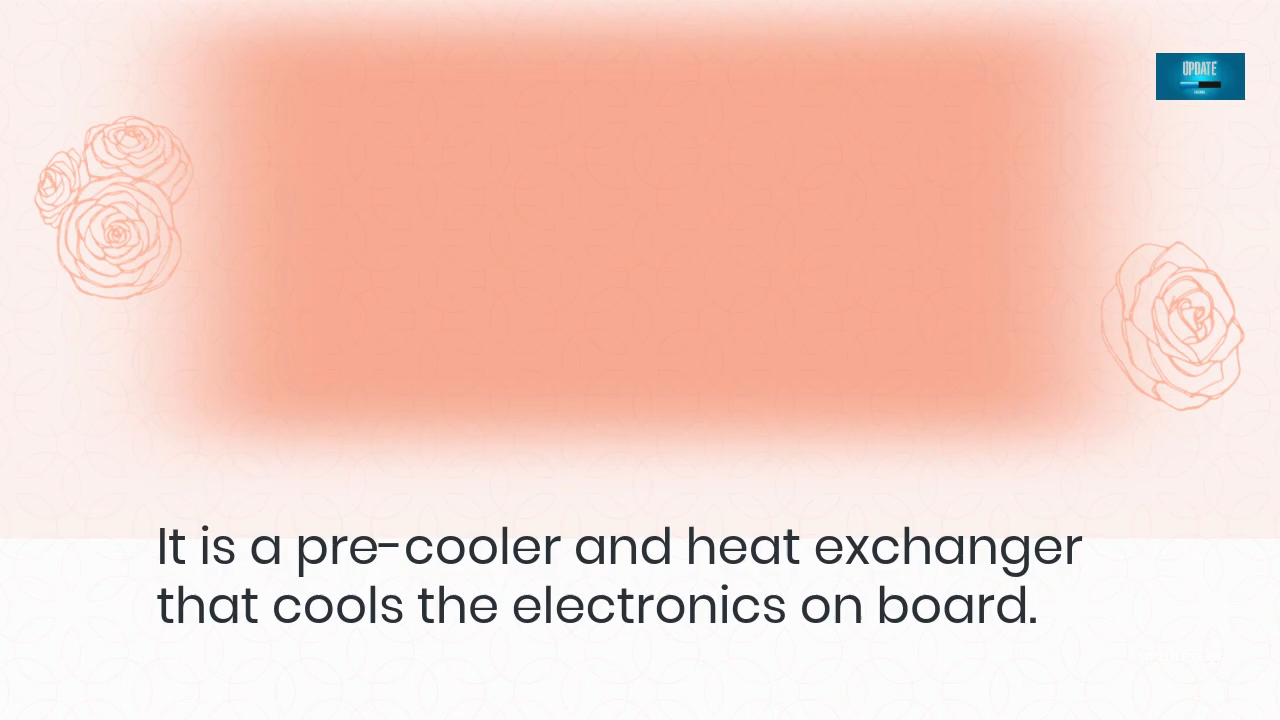 UPDATE
It is a pre-cooler and heat exchanger
that cools the electronics on board.